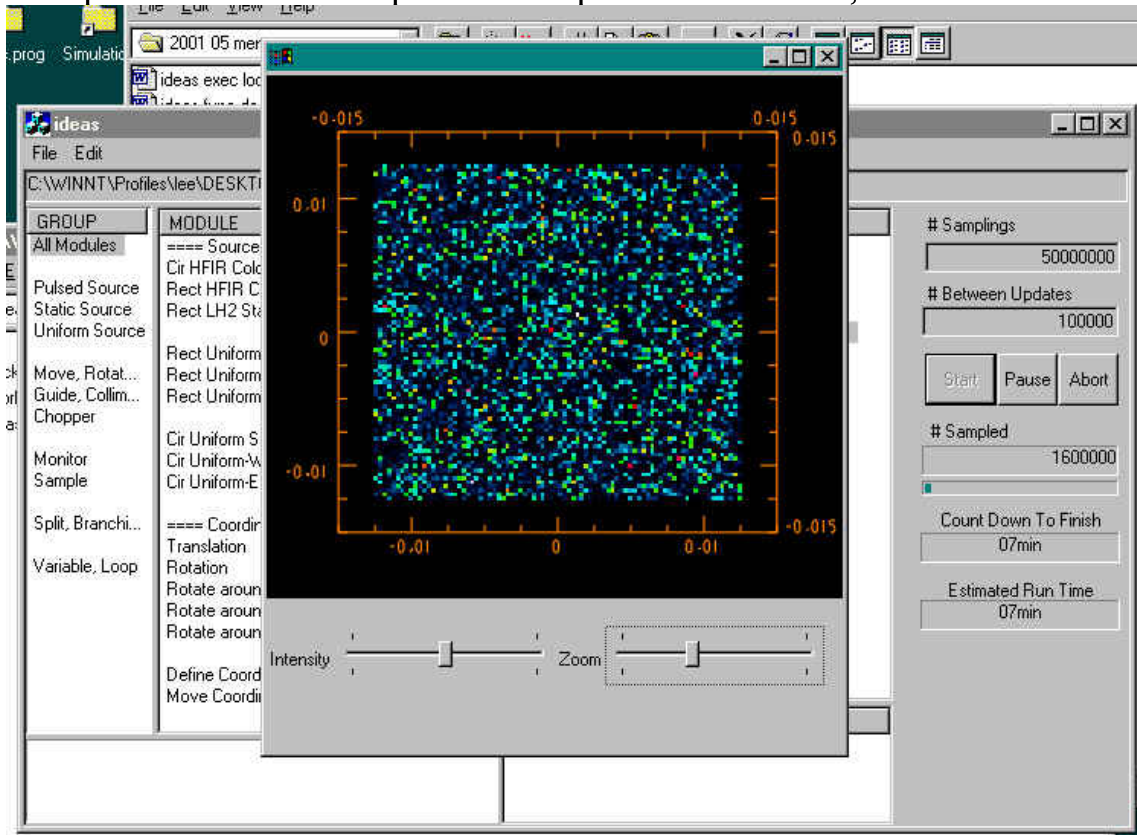 File Edit View Help
.prog
Simulatio
2001 05 mer
ideas exec loc
ideas
File Edit
C:\WINNT\Profiles\lee\DESKT
GROUP
All Modules
Pulsed Source
Static Source
Uniform Source
Move, Rotat...
Guide, Collim...
Chopper
Monitor
Sample
Split, Branchi...
Variable, Loop
MODULE
==== Source
Cir HFIR Cold
Rect HFIR C
Rect LH2 Sta
Rect Uniform
Rect Uniform
Rect Uniform
Cir Uniform S
Cir Uniform-W
Cir Uniform-E
==== Coordin
Translation
Rotation
Rotate aroun
Rotate aroun
Rotate aroun
Define Coord
Move Coordi
-0.015
0.015
0.015
0.01
0
-0.01
-0.015
-0.01
0
0.01
Intensity
Zoom
# Samplings
50000000
# Between Updates
100000
Start
Pause
Abort
# Sampled
1600000
Count Down To Finish
07min
Estimated Run Time
07min